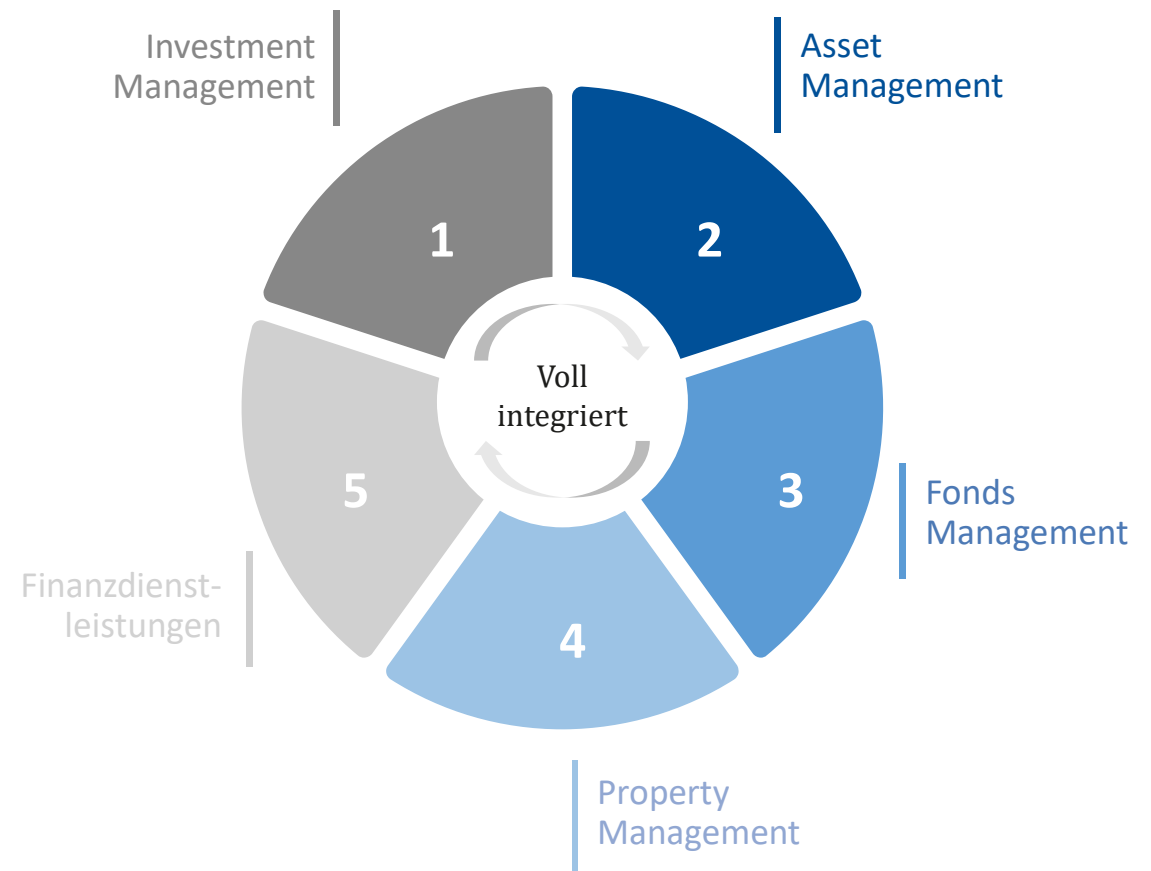 Investment
Management
Asset
Management
1
2
Voll
integriert
5
3
Fonds
Management
Finanzdienst-
leistungen
4
Property
Management